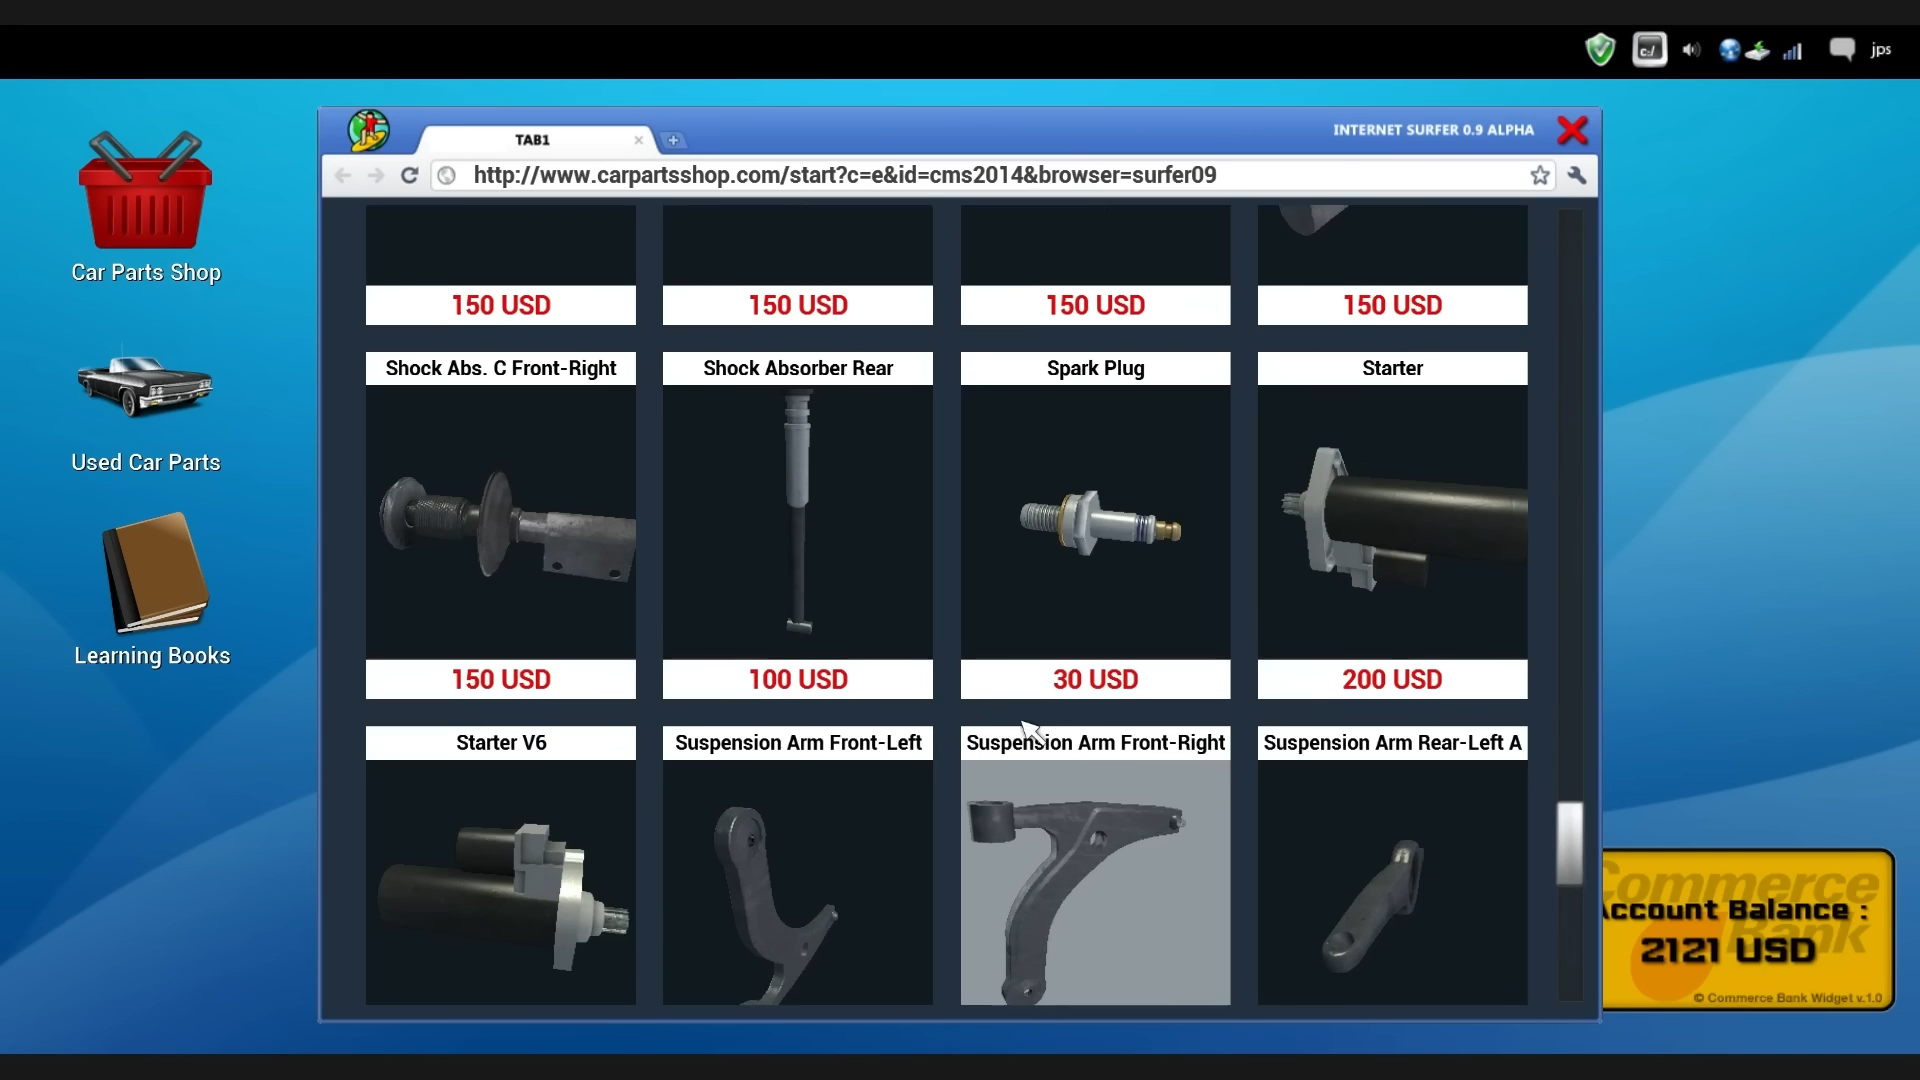 c:/
jps
TAB1
INTERNET SURFER 0.9 ALPHA
http://www.carpartsshop.com/start?c=e&id=cms2014&browser=surfer09
Car Parts Shop
Used Car Parts
Learning Books
150 USD
150 USD
150 USD
150 USD
Shock Abs. C Front-Right
Shock Absorber Rear
Spark Plug
Starter
150 USD
100 USD
30 USD
200 USD
Starter V6
Suspension Arm Front-Left
Suspension Arm Front-Right
Suspension Arm Rear-Left A
Commerce
Bank
Account Balance :
2121 USD
© Commerce Bank Widget v.1.0